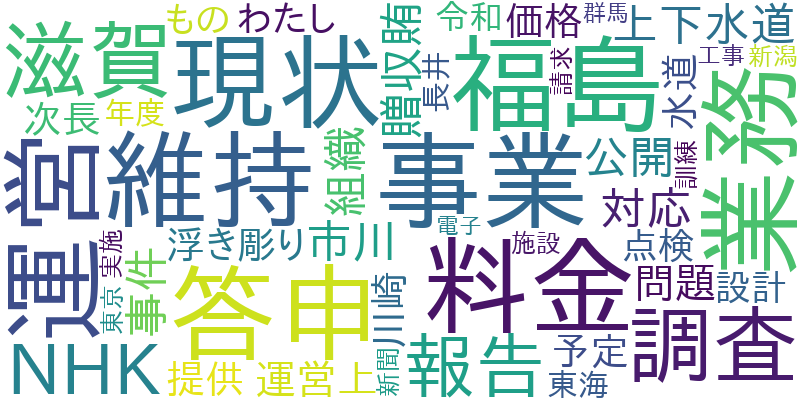 もの
わたし
令和
価格
群馬
上下水道
滋賀
現状
贈収賄
長井
福島
請求
水道
工事
新潟
次長
年度
業務
運営
維持
組織
事業
公開
訓練
対応
浮き彫り
市川
電子
施設
点検
東京
実施
事件
答申
川崎
料金
問題
設計
調査
NHK
提供
運営上
新聞
報告
予定
東海